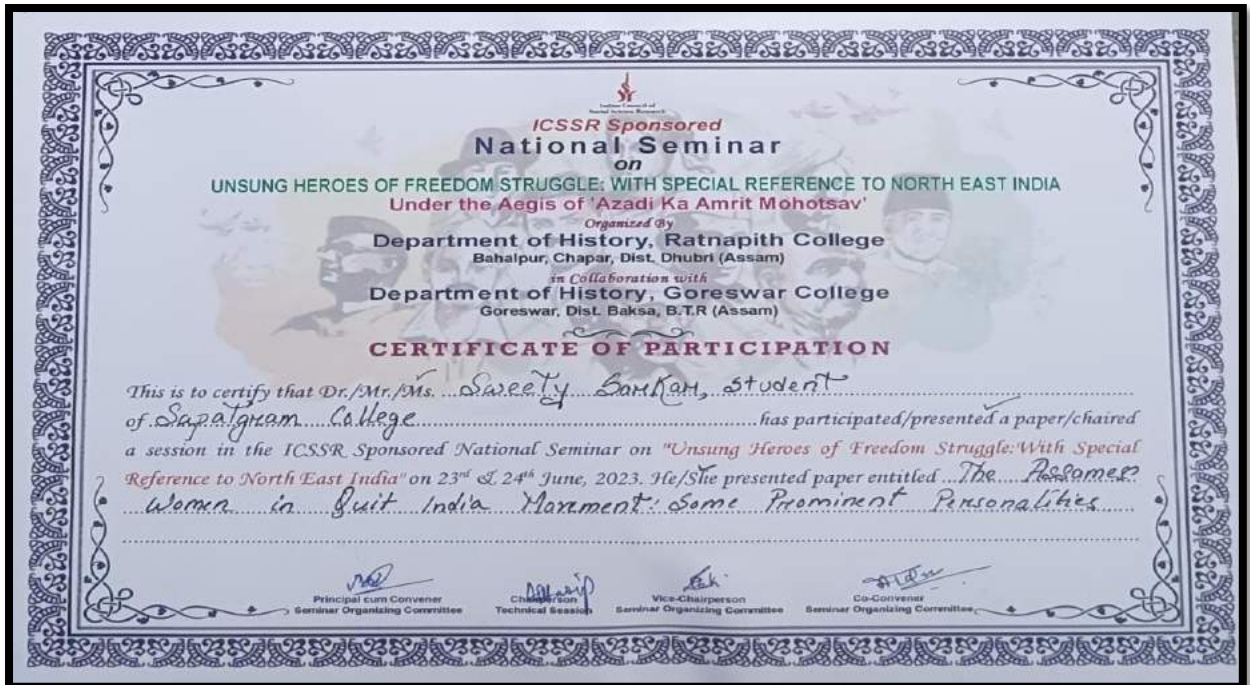 Indian Council of
Social Science Research
ICSSR Sponsored
National Seminar
on
UNSUNG HEROES OF FREEDOM STRUGGLE: WITH SPECIAL REFERENCE TO NORTH EAST INDIA
Under the Aegis of 'Azadi Ka Amrit Mohotsav'
Organized By
Department of History, Ratnapith College
Bahalpur, Chapar, Dist. Dhubri (Assam)
in Collaboration with
Department of History, Goreswar College
Goreswar, Dist. Baksa, B.T.R (Assam)
CERTIFICATE OF PARTICIPATION
This is to certify that Dr./Mr./Ms. Sweety Sarkar, Student
of Sapatgram College has participated/presented a paper/chaired
a session in the ICSSR Sponsored National Seminar on "Unsung Heroes of Freedom Struggle: With Special
Reference to North East India" on 23rd & 24th June, 2023. He/She presented paper entitled The Assamese
Women in Quit India Movement: Some Prominent Personalities
Principal cum Convener
Seminar Organizing Committee
Chairperson
Technical Session
Vice-Chairperson
Seminar Organizing Committee
Co-Convener
Seminar Organizing Committee